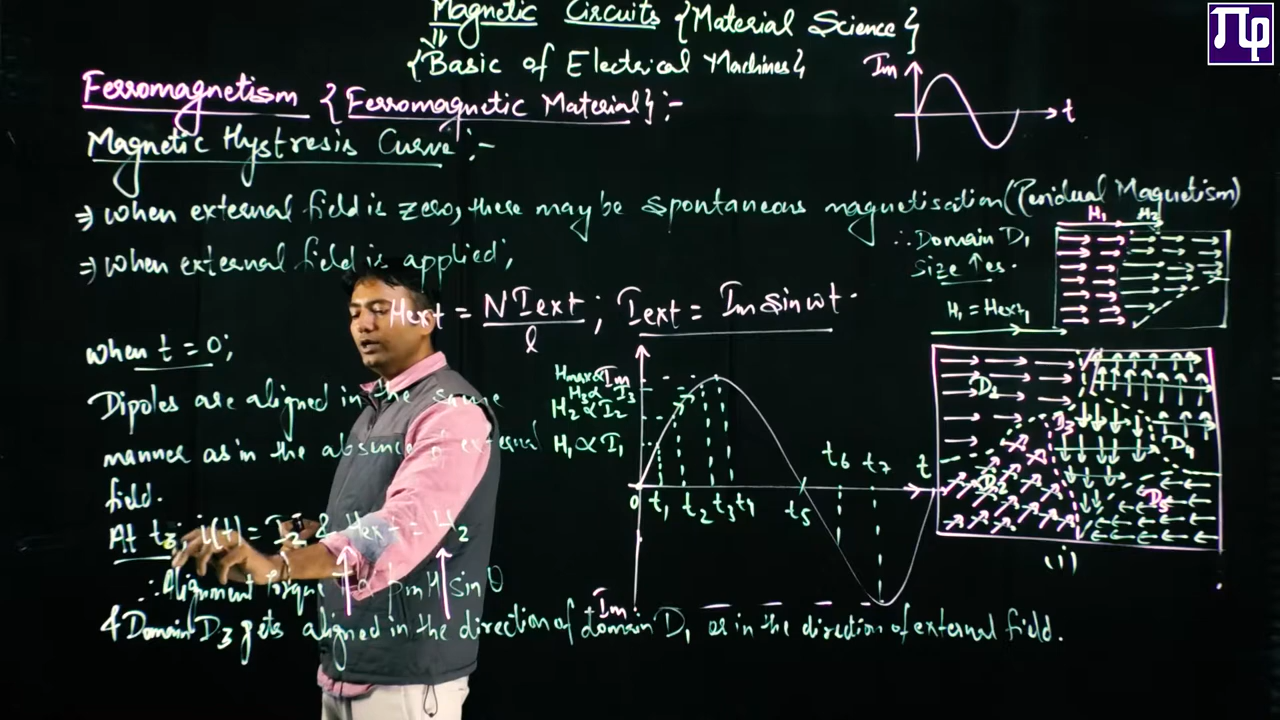 Magnetic Circuits {Material Science}
{Basic of Electrical Machines}
Πφ
Im
t
Ferromagnetism {Ferromagnetic Material} :-
Magnetic Hystresis Curve :-
⇒ When external field is zero, there may be spontaneous magnetisation (Residual Magnetism)
⇒ When external field is applied;
∴ Domain D1
Size ↑es.
H1 H2
H1 = Hext1
Hext = NIext / l ; Iext = Im sin ωt.
when t = 0;
Dipoles are aligned in the same
manner as in the absence of external
field.
Hmax ∝ Im
H3 ∝ I3
H2 ∝ I2
H1 ∝ I1
0 t1 t2 t3 t4 t5 t6 t7 t
-Im
D1 D2 D3 D4 D5
(i)
At i(t) = I2 & Hext = H2
∴ Alignment Torque T ∝ pm H sin θ
& Domain D3 gets aligned in the direction of domain D1 or in the direction of external field.